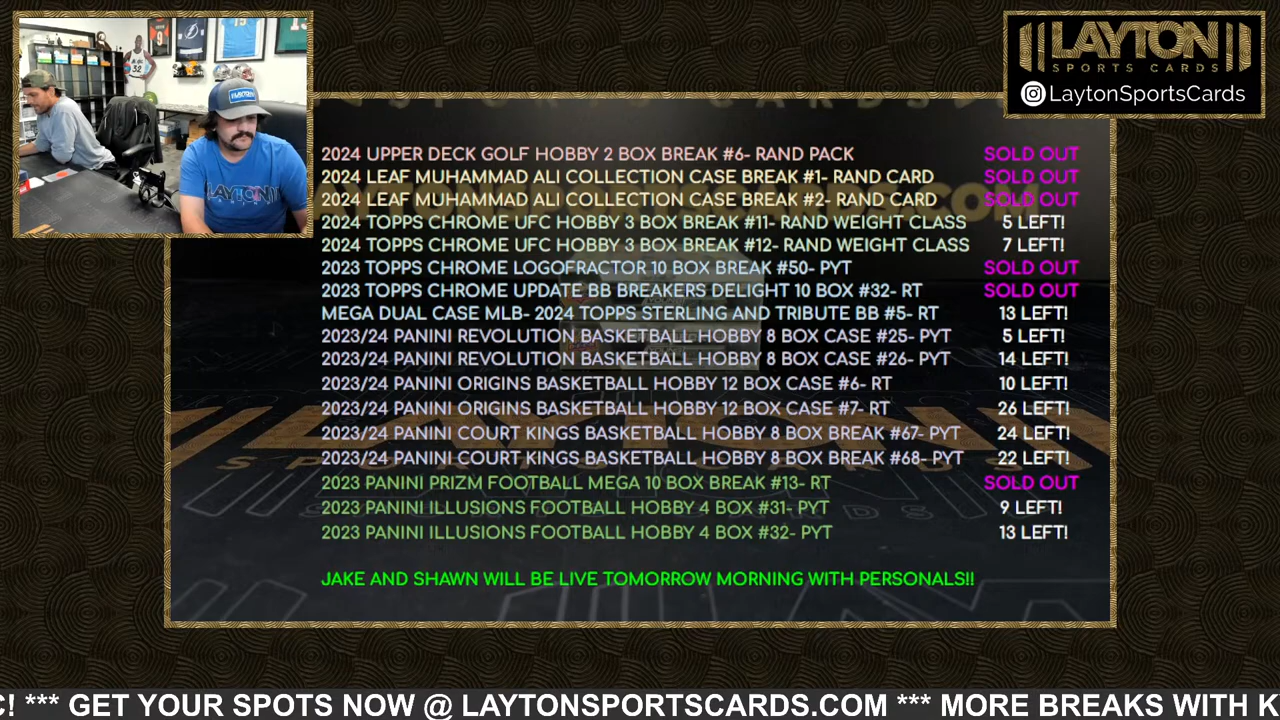 LAYTON
SPORTS CARDS
LaytonSportsCards
2024 UPPER DECK GOLF HOBBY 2 BOX BREAK #6- RAND PACK SOLD OUT
2024 LEAF MUHAMMAD ALI COLLECTION CASE BREAK #1- RAND CARD SOLD OUT
2024 LEAF MUHAMMAD ALI COLLECTION CASE BREAK #2- RAND CARD SOLD OUT
2024 TOPPS CHROME UFC HOBBY 3 BOX BREAK #11- RAND WEIGHT CLASS 5 LEFT!
2024 TOPPS CHROME UFC HOBBY 3 BOX BREAK #12- RAND WEIGHT CLASS 7 LEFT!
2023 TOPPS CHROME LOGOFRACTOR 10 BOX BREAK #50- PYT SOLD OUT
2023 TOPPS CHROME UPDATE BB BREAKERS DELIGHT 10 BOX #32- RT SOLD OUT
MEGA DUAL CASE MLB- 2024 TOPPS STERLING AND TRIBUTE BB #5- RT 13 LEFT!
2023/24 PANINI REVOLUTION BASKETBALL HOBBY 8 BOX CASE #25- PYT 5 LEFT!
2023/24 PANINI REVOLUTION BASKETBALL HOBBY 8 BOX CASE #26- PYT 14 LEFT!
2023/24 PANINI ORIGINS BASKETBALL HOBBY 12 BOX CASE #6- RT 10 LEFT!
2023/24 PANINI ORIGINS BASKETBALL HOBBY 12 BOX CASE #7- RT 26 LEFT!
2023/24 PANINI COURT KINGS BASKETBALL HOBBY 8 BOX BREAK #67- PYT 24 LEFT!
2023/24 PANINI COURT KINGS BASKETBALL HOBBY 8 BOX BREAK #68- PYT 22 LEFT!
2023 PANINI PRIZM FOOTBALL MEGA 10 BOX BREAK #13- RT SOLD OUT
2023 PANINI ILLUSIONS FOOTBALL HOBBY 4 BOX #31- PYT 9 LEFT!
2023 PANINI ILLUSIONS FOOTBALL HOBBY 4 BOX #32- PYT 13 LEFT!
JAKE AND SHAWN WILL BE LIVE TOMORROW MORNING WITH PERSONALS!!
C! *** GET YOUR SPOTS NOW @ LAYTONSPORTSCARDS.COM *** MORE BREAKS WITH K